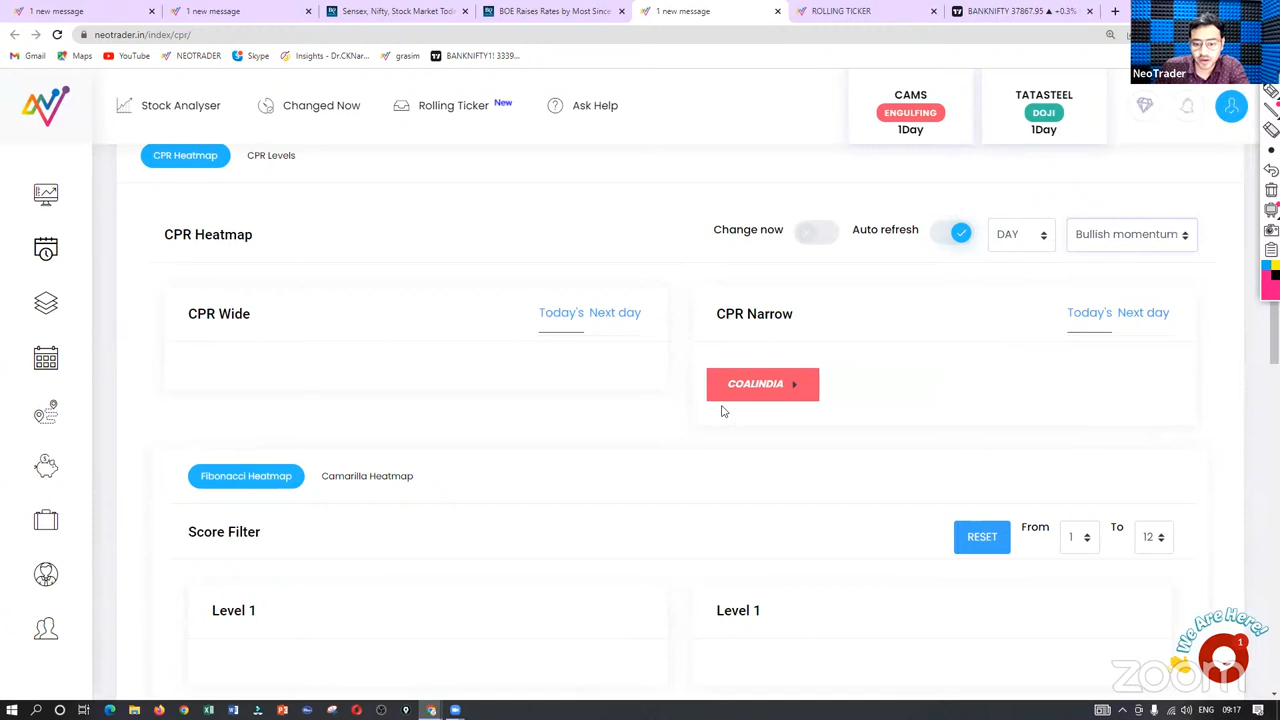 1 new message
1 new message
Sensex, Nifty, Stock Market Tod
BOE Raises Rates by Most Since
1 new message
ROLLING TICKER
BANKNIFTY 37867.95 ▲ +0.3%
neotrader.in/index/cpr/
Gmail
Maps
YouTube
NEOTRADER
Skype
Insights - Dr.CKNar...
grasim
NeoTrader
Stock Analyser
Changed Now
Rolling Ticker New
Ask Help
CAMS
ENGULFING
1Day
TATASTEEL
DOJI
1Day
CPR Heatmap
CPR Levels
CPR Heatmap
Change now
Auto refresh
DAY
Bullish momentum
CPR Wide
Today's Next day
CPR Narrow
Today's Next day
COALINDIA
Fibonacci Heatmap
Camarilla Heatmap
Score Filter
RESET
From
1
To
12
Level 1
Level 1
We Are Here!
1
zoom
ENG
09:17